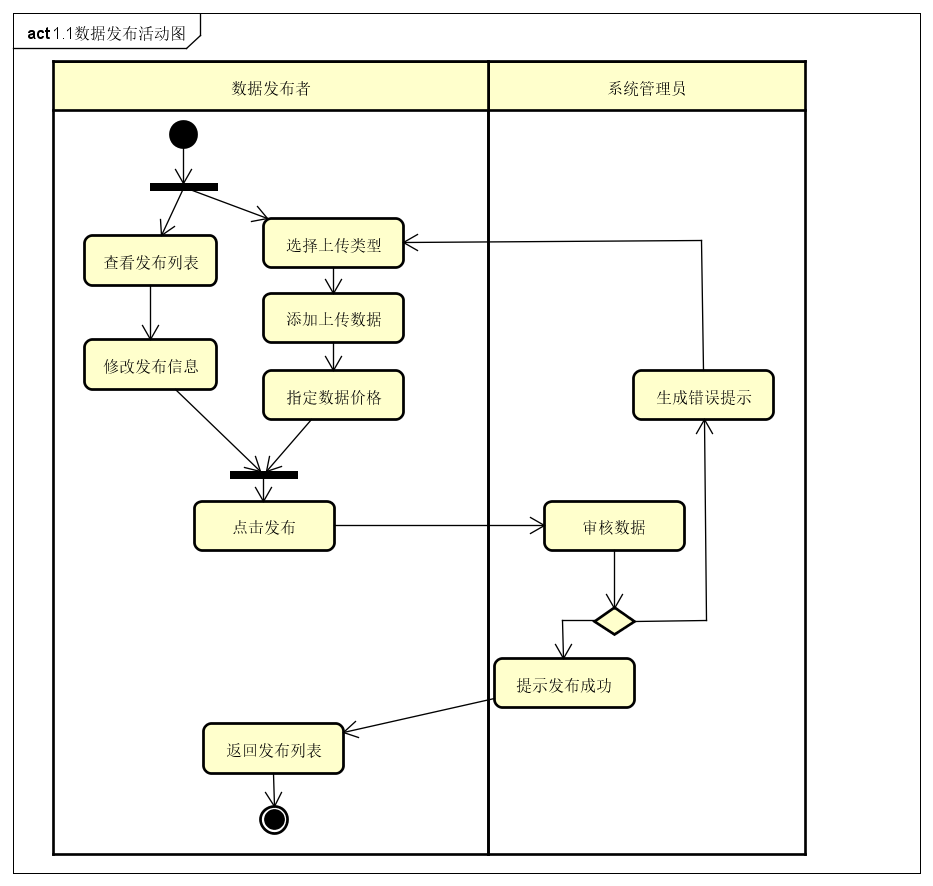 act 1.1数据发布活动图
数据发布者
系统管理员
选择上传类型
查看发布列表
添加上传数据
修改发布信息
指定数据价格
生成错误提示
点击发布
审核数据
提示发布成功
返回发布列表